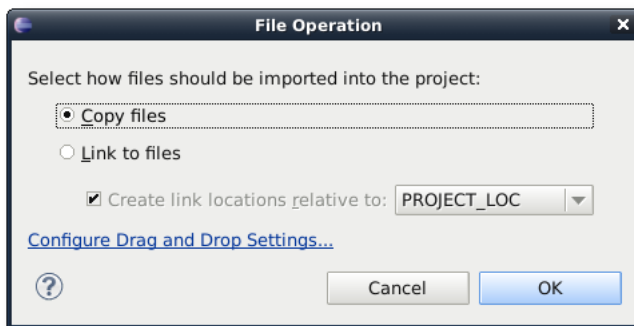 File Operation
Select how files should be imported into the project:
Copy files
Link to files
Create link locations relative to: PROJECT_LOC
Configure Drag and Drop Settings...
? Cancel OK